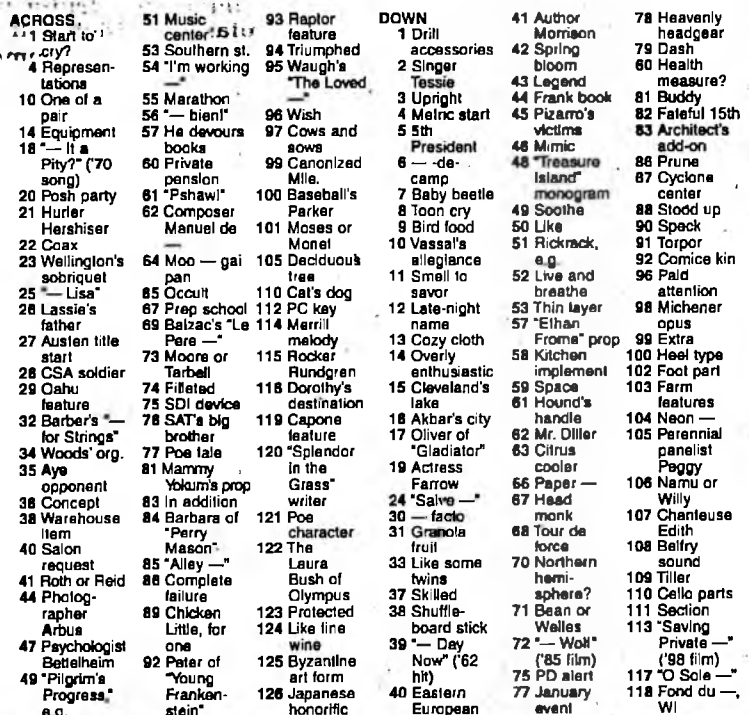 ACROSS
1 Start to
cry?
4 Represen-
tations
10 One of a
pair
14 Equipment
18 "— It a
Pity?" ('70
song)
20 Posh party
21 Hurler
Hershiser
22 Coax
23 Wellington's
sobriquet
25 "— Lisa"
26 Lassie's
father
27 Austen title
start
28 CSA soldier
29 Oahu
feature
32 Barber's "—
for Strings"
34 Woods' org.
35 Aye
opponent
36 Concept
38 Warehouse
item
40 Salon
request
41 Roth or Reid
44 Photog-
rapher
Arbus
47 Psychologist
Bettelheim
49 "Pilgrim's
Progress,"
e.g.
51 Music
center
53 Southern st.
54 "I'm working
—"
55 Marathon
56 "— bien!"
57 He devours
books
60 Private
pension
61 "Pshaw!"
62 Composer
Manuel de
—
64 Moo — gai
pan
65 Occult
67 Prep school
69 Balzac's "Le
Pere —"
73 Moore or
Tarbell
74 Filleted
75 SDI device
76 SAT's big
brother
77 Poe tale
81 Mammy
Yokum's prop
83 In addition
84 Barbara of
"Perry
Mason"
85 "Alley —"
86 Complete
failure
89 Chicken
Little, for
one
92 Peter of
"Young
Franken-
stein"
93 Raptor
feature
94 Triumphed
95 Waugh's
"The Loved
—"
96 Wish
97 Cows and
sows
99 Canonized
Mlle.
100 Baseball's
Parker
101 Moses or
Monet
105 Deciduous
tree
110 Cat's dog
112 PC key
114 Merrill
melody
115 Rocker
Rundgren
116 Dorothy's
destination
119 Capone
feature
120 "Splendor
in the
Grass"
writer
121 Poe
character
122 The
Laura
Bush of
Olympus
123 Protected
124 Like fine
wine
125 Byzantine
art form
126 Japanese
honorific
DOWN
1 Drill
accessories
2 Singer
Tessie
3 Upright
4 Metric start
5 5th
President
6 — -de-
camp
7 Baby beetle
8 Toon cry
9 Bird food
10 Vassal's
allegiance
11 Smell to
savor
12 Late-night
name
13 Cozy cloth
14 Overly
enthusiastic
15 Cleveland's
lake
16 Akbar's city
17 Oliver of
"Gladiator"
19 Actress
Farrow
24 "Salve —"
30 — facto
31 Granola
fruit
33 Like some
twins
37 Skilled
38 Shuffle-
board stick
39 "— Day
Now" ('62
hit)
40 Eastern
European
41 Author
Morrison
42 Spring
bloom
43 Legend
44 Frank book
45 Pizarro's
victims
46 Mimic
48 "Treasure
Island"
monogram
49 Soothe
50 Like
51 Rickrack,
e.g.
52 Live and
breathe
53 Thin layer
57 "Ethan
Frome" prop
58 Kitchen
implement
59 Space
61 Hound's
handle
62 Mr. Diller
63 Citrus
cooler
66 Paper —
67 Head
monk
68 Tour de
force
70 Northern
hemi-
sphere?
71 Bean or
Welles
72 "— Wolf"
('85 film)
75 PD alert
77 January
event
78 Heavenly
headgear
79 Dash
80 Health
measure?
81 Buddy
82 Fateful 15th
83 Architect's
add-on
86 Prune
87 Cyclone
center
88 Stood up
90 Speck
91 Torpor
92 Comice kin
96 Paid
attention
98 Michener
opus
99 Extra
100 Heel type
102 Foot part
103 Farm
features
104 Neon —
105 Perennial
panelist
Peggy
106 Namu or
Willy
107 Chanteuse
Edith
108 Belfry
sound
109 Tiller
110 Cello parts
111 Section
113 "Saving
Private —"
('98 film)
117 "O Sole —"
118 Fond du —,
WI